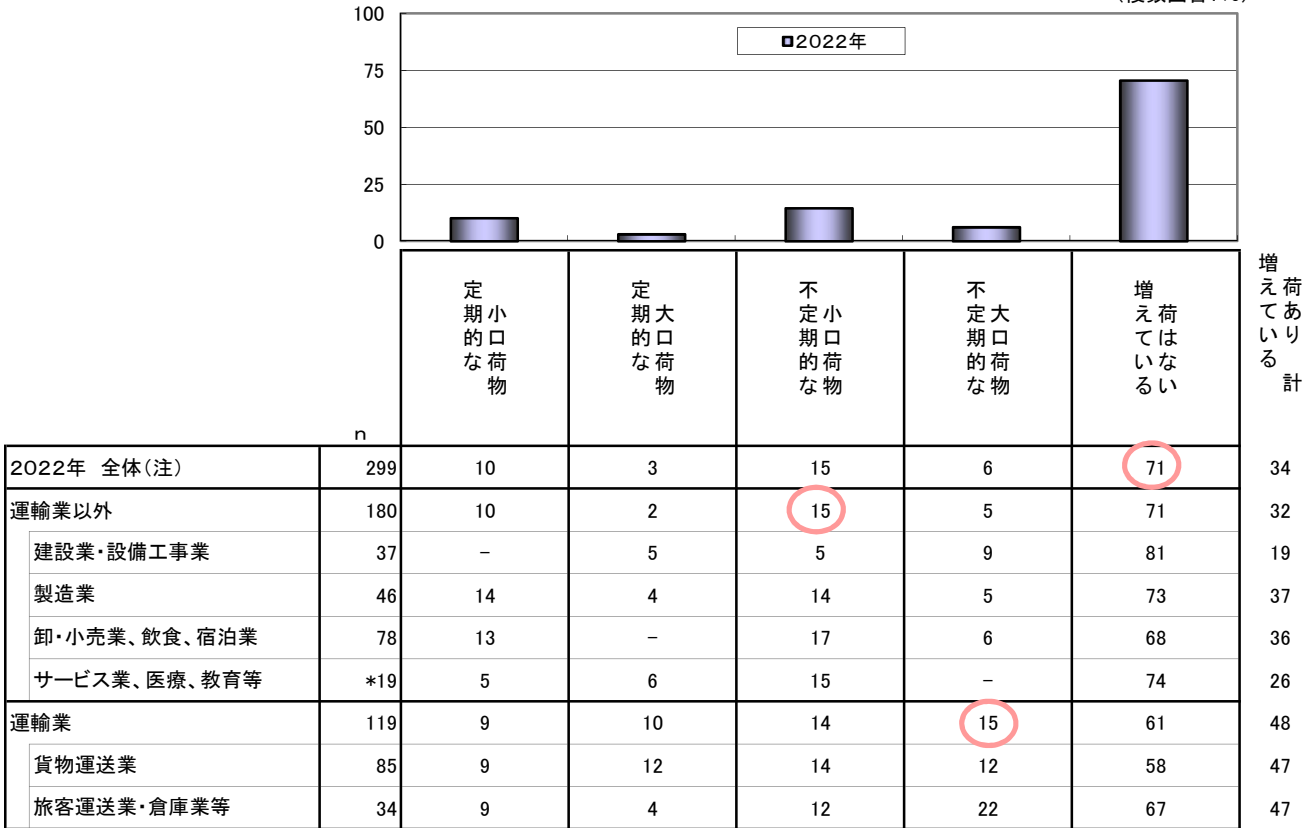 100
2022年
75
50
25
0
定期的な小口荷物
定期的な大口荷物
不定期的な小口荷物
不定期的な大口荷物
増えている荷はない
増えている荷あり 計
n
2022年 全体(注) 299 10 3 15 6 71 34
運輸業以外 180 10 2 15 5 71 32
建設業・設備工事業 37 - 5 5 9 81 19
製造業 46 14 4 14 5 73 37
卸・小売業、飲食、宿泊業 78 13 - 17 6 68 36
サービス業、医療、教育等 *19 5 6 15 - 74 26
運輸業 119 9 10 14 15 61 48
貨物運送業 85 9 12 14 12 58 47
旅客運送業・倉庫業等 34 9 4 12 22 67 47